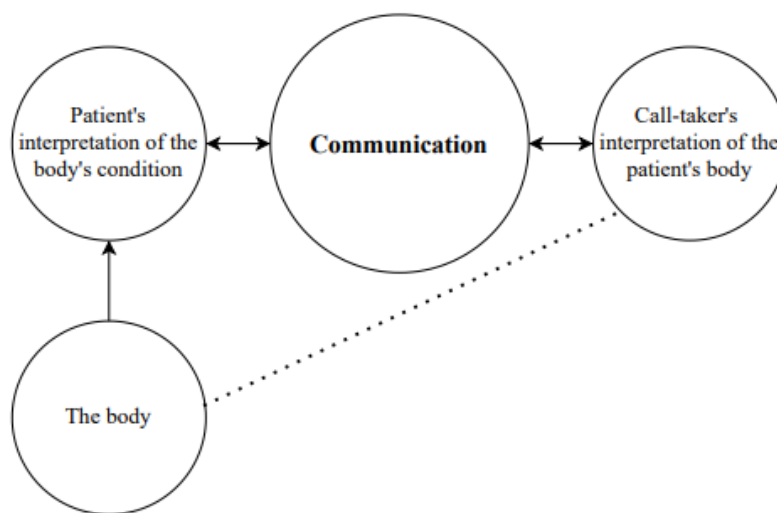 Patient's
interpretation of the
body's condition
Communication
Call-taker's
interpretation of the
patient's body
The body